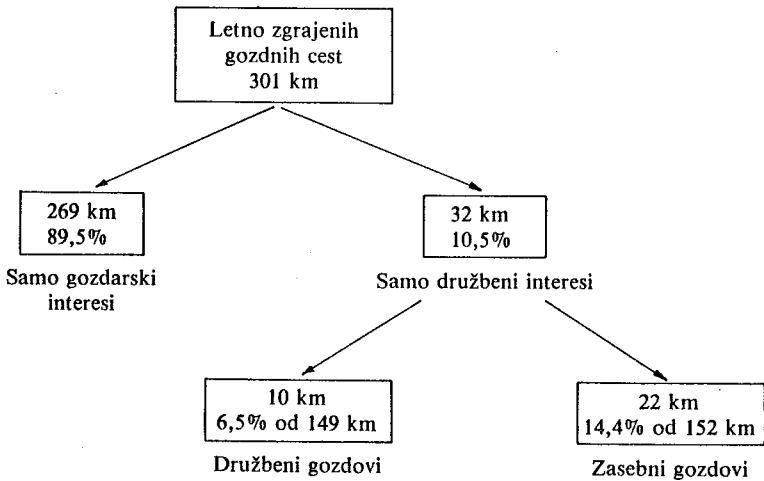 Letno zgrajenih
gozdnih cest
301 km
269 km
89,5%
Samo gozdarski
interesi
32 km
10,5%
Samo družbeni interesi
10 km
6,5% od 149 km
Družbeni gozdovi
22 km
14,4% od 152 km
Zasebni gozdovi